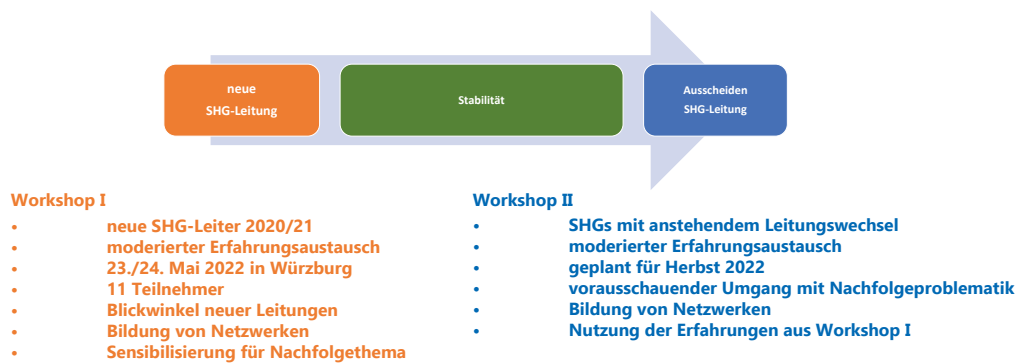 neue
SHG-Leitung
Stabilität
Ausscheiden
SHG-Leitung
Workshop I
• neue SHG-Leiter 2020/21
• moderierter Erfahrungsaustausch
• 23./24. Mai 2022 in Würzburg
• 11 Teilnehmer
• Blickwinkel neuer Leitungen
• Bildung von Netzwerken
• Sensibilisierung für Nachfolgethema
Workshop II
• SHGs mit anstehendem Leitungswechsel
• moderierter Erfahrungsaustausch
• geplant für Herbst 2022
• vorausschauender Umgang mit Nachfolgeproblematik
• Bildung von Netzwerken
• Nutzung der Erfahrungen aus Workshop I